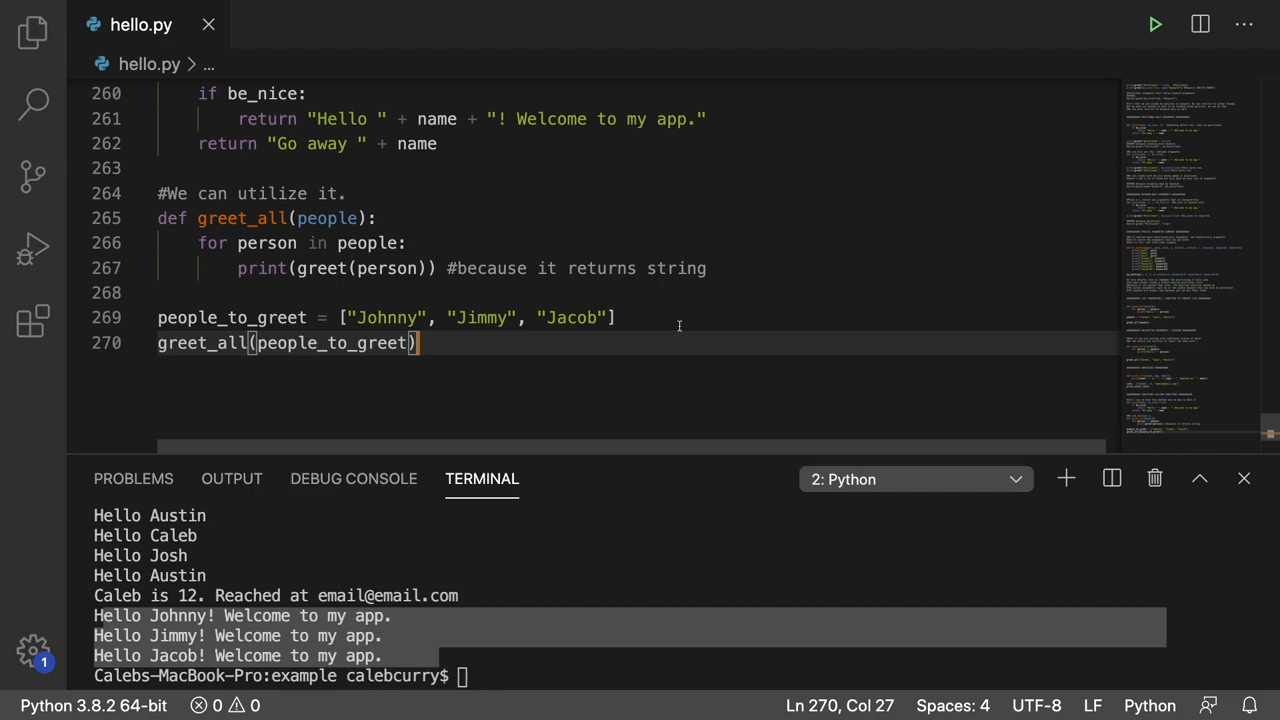 hello.py
hello.py > ...
260 if be_nice:
261 return "Hello " + name + "! Welcome to my app."
262 return "Go away " + name
263
264 #We can utilize it.
265 def greet_all(people):
266 for person in people:
267 print(greet(person)) #because it returns string
268
269 people_to_greet = ["Johnny", "Jimmy", "Jacob"]
270 greet_all(people_to_greet)
PROBLEMS OUTPUT DEBUG CONSOLE TERMINAL 2: Python
Hello Austin
Hello Caleb
Hello Josh
Hello Austin
Caleb is 12. Reached at email@email.com
Hello Johnny! Welcome to my app.
Hello Jimmy! Welcome to my app.
Hello Jacob! Welcome to my app.
Calebs-MacBook-Pro:example calebcurry$
1
Python 3.8.2 64-bit 0 0 Ln 270, Col 27 Spaces: 4 UTF-8 LF Python